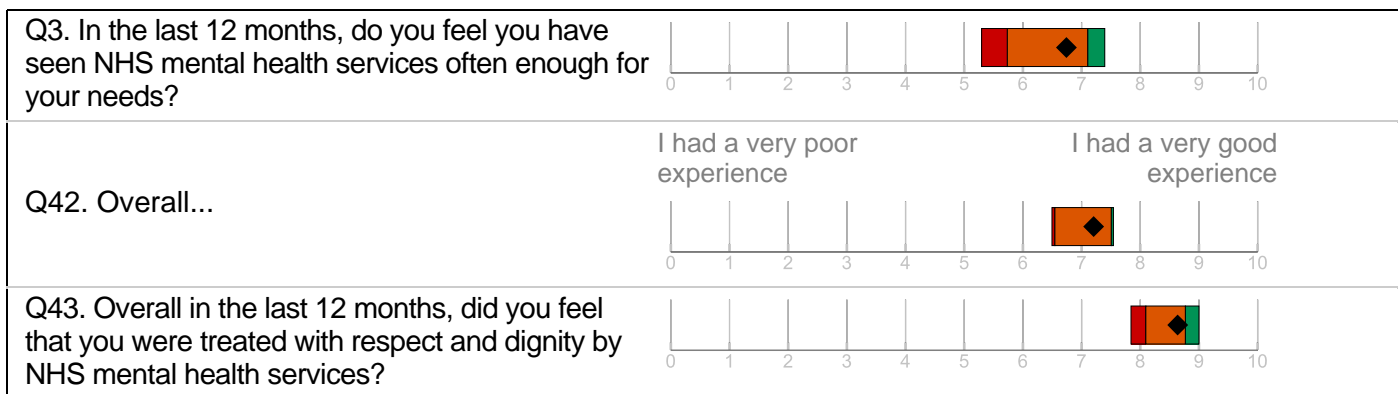 Q3. In the last 12 months, do you feel you have
seen NHS mental health services often enough for
your needs?
0 1 2 3 4 5 6 7 8 9 10
I had a very poor
experience
I had a very good
experience
Q42. Overall...
0 1 2 3 4 5 6 7 8 9 10
Q43. Overall in the last 12 months, did you feel
that you were treated with respect and dignity by
NHS mental health services?
0 1 2 3 4 5 6 7 8 9 10